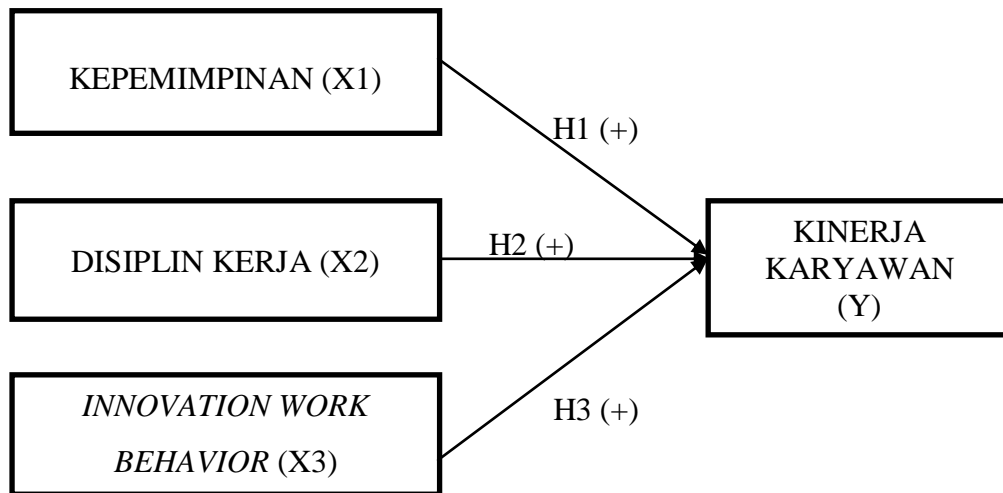 KEPEMIMPINAN (X1)
H1 (+)
DISIPLIN KERJA (X2)
H2 (+)
KINERJA
KARYAWAN
(Y)
INNOVATION WORK
BEHAVIOR (X3)
H3 (+)